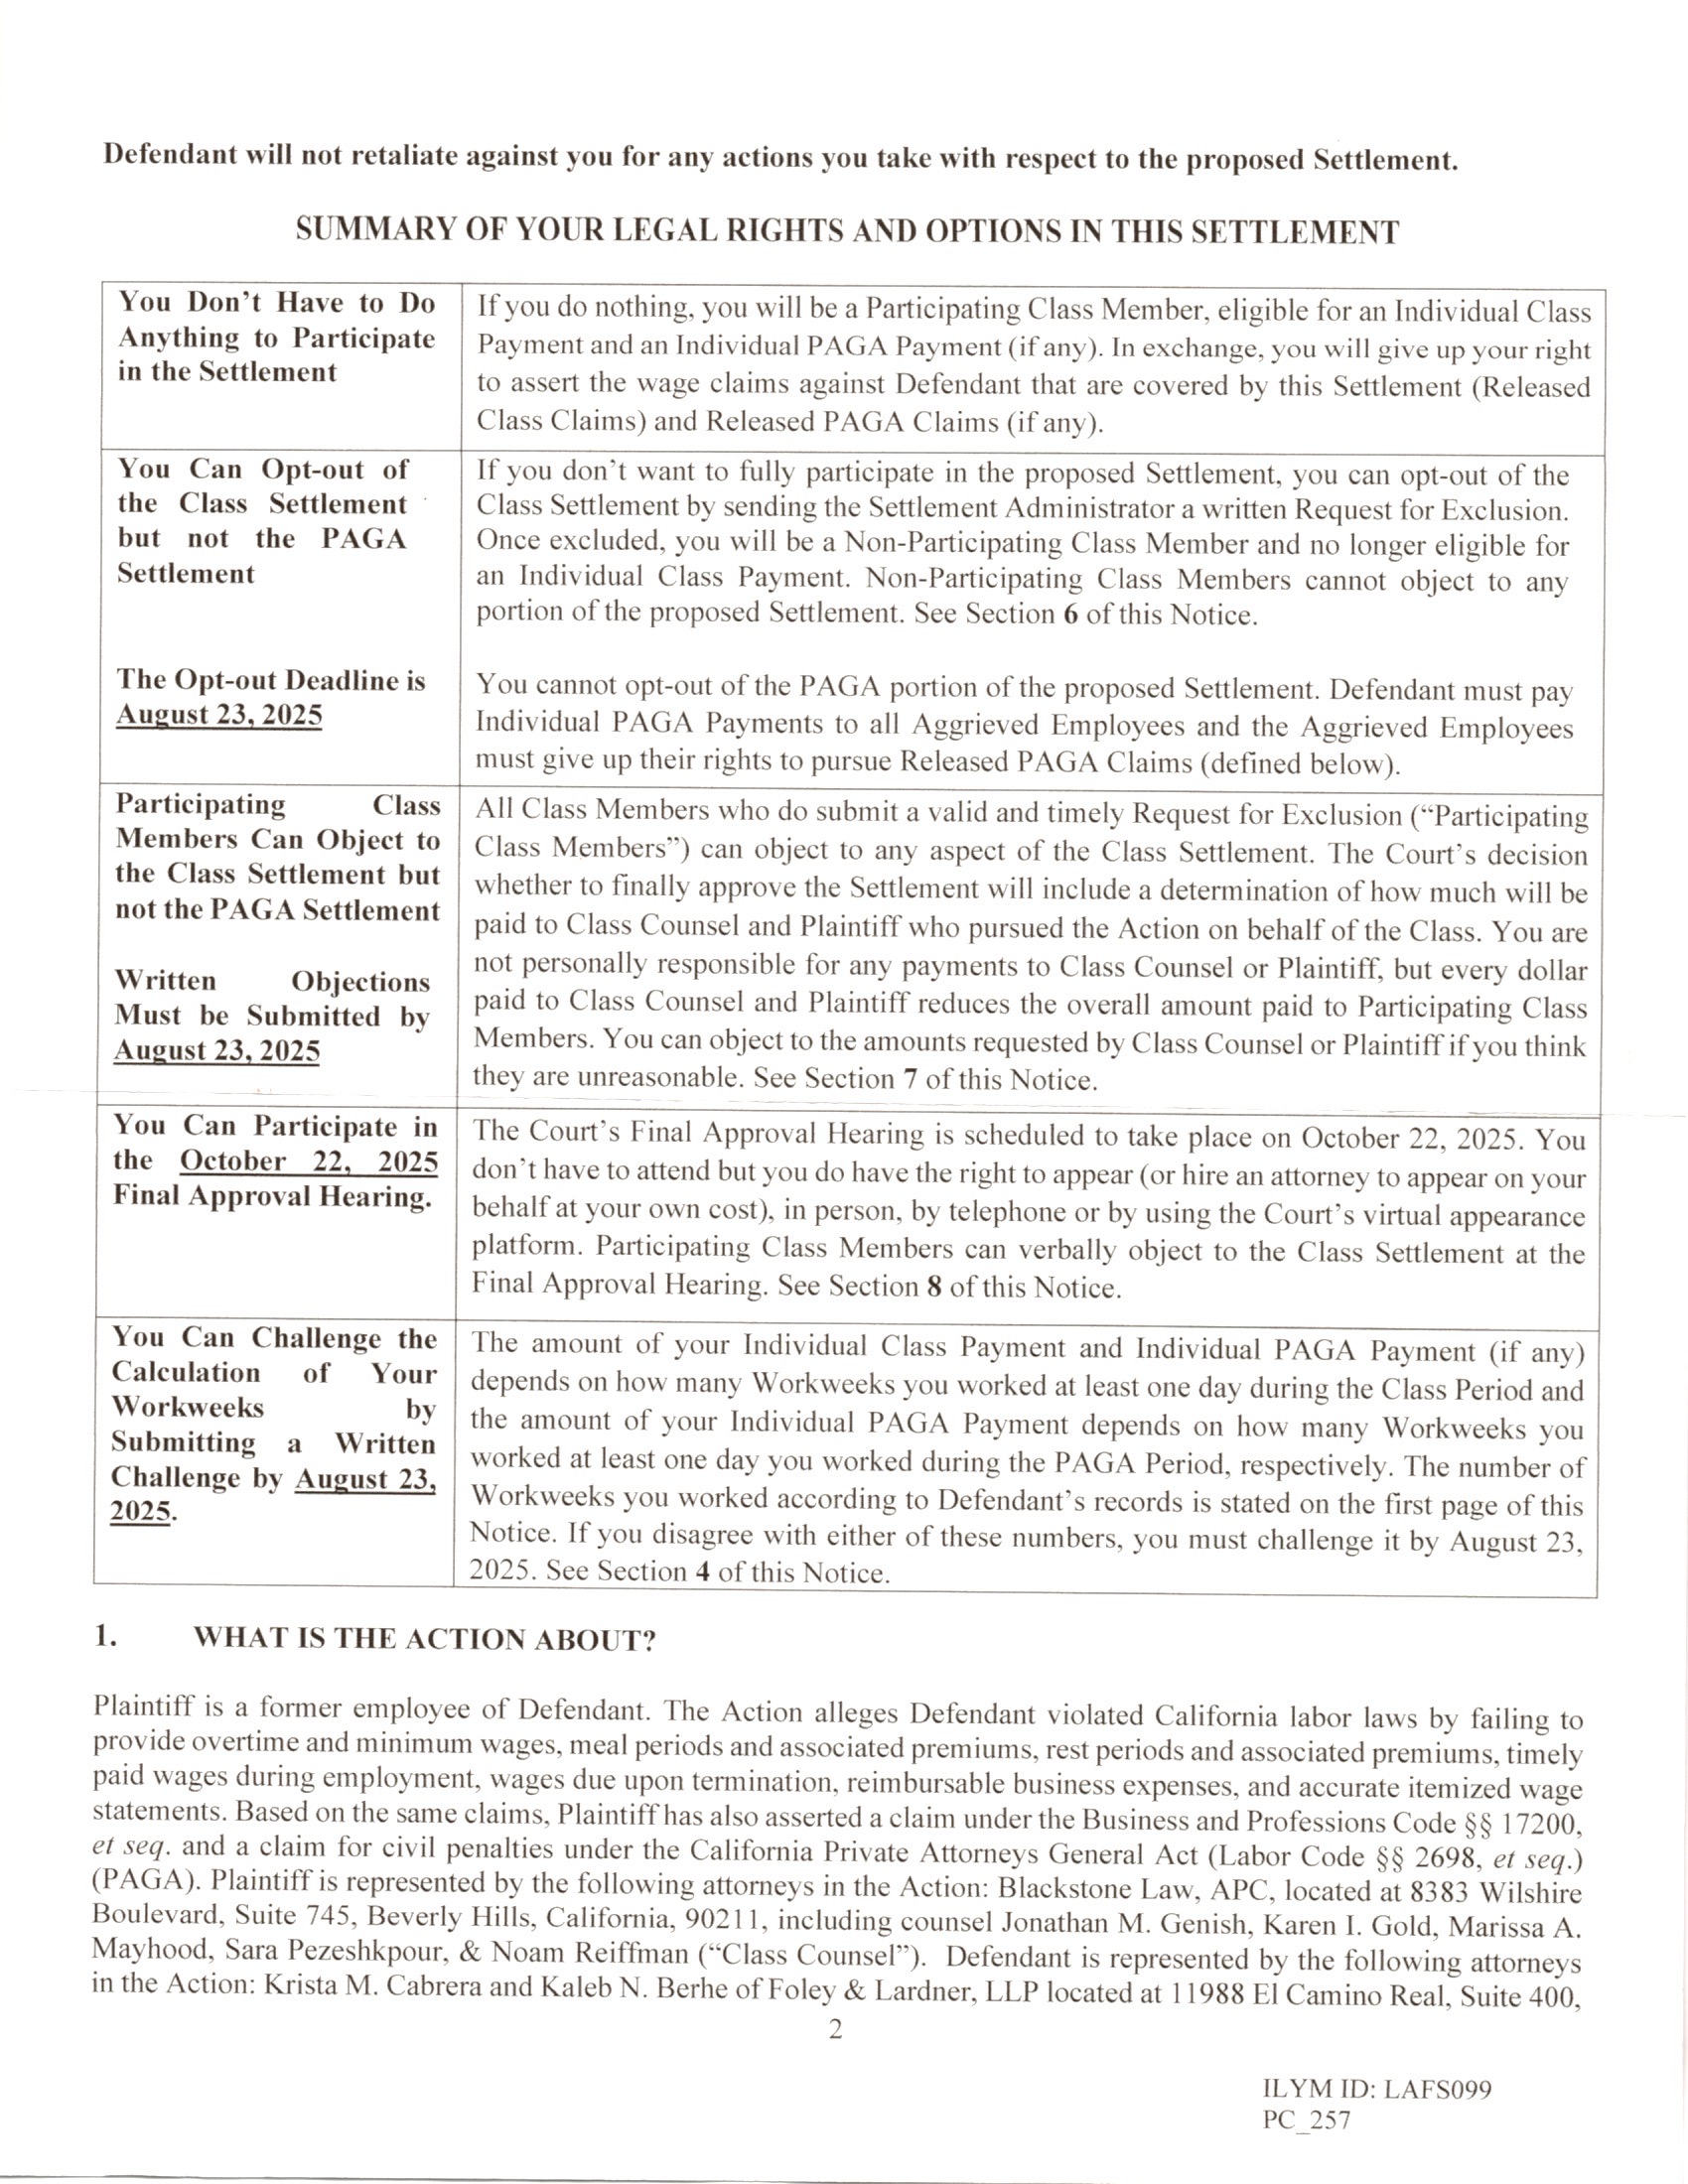 Defendant will not retaliate against you for any actions you take with respect to the proposed Settlement.
SUMMARY OF YOUR LEGAL RIGHTS AND OPTIONS IN THIS SETTLEMENT
You Don't Have to Do
Anything to Participate
in the Settlement
If you do nothing, you will be a Participating Class Member, eligible for an Individual Class
Payment and an Individual PAGA Payment (if any). In exchange, you will give up your right
to assert the wage claims against Defendant that are covered by this Settlement (Released
Class Claims) and Released PAGA Claims (if any).
You Can Opt-out of
the Class Settlement
but not the PAGA
Settlement
The Opt-out Deadline is
August 23, 2025
If you don't want to fully participate in the proposed Settlement, you can opt-out of the
Class Settlement by sending the Settlement Administrator a written Request for Exclusion.
Once excluded, you will be a Non-Participating Class Member and no longer eligible for
an Individual Class Payment. Non-Participating Class Members cannot object to any
portion of the proposed Settlement. See Section 6 of this Notice.
You cannot opt-out of the PAGA portion of the proposed Settlement. Defendant must pay
Individual PAGA Payments to all Aggrieved Employees and the Aggrieved Employees
must give up their rights to pursue Released PAGA Claims (defined below).
Participating Class
Members Can Object to
the Class Settlement but
not the PAGA Settlement
Written Objections
Must be Submitted by
August 23, 2025
All Class Members who do submit a valid and timely Request for Exclusion ("Participating
Class Members") can object to any aspect of the Class Settlement. The Court's decision
whether to finally approve the Settlement will include a determination of how much will be
paid to Class Counsel and Plaintiff who pursued the Action on behalf of the Class. You are
not personally responsible for any payments to Class Counsel or Plaintiff, but every dollar
paid to Class Counsel and Plaintiff reduces the overall amount paid to Participating Class
Members. You can object to the amounts requested by Class Counsel or Plaintiff if you think
they are unreasonable. See Section 7 of this Notice.
You Can Participate in
the October 22, 2025
Final Approval Hearing.
The Court's Final Approval Hearing is scheduled to take place on October 22, 2025. You
don't have to attend but you do have the right to appear (or hire an attorney to appear on your
behalf at your own cost), in person, by telephone or by using the Court's virtual appearance
platform. Participating Class Members can verbally object to the Class Settlement at the
Final Approval Hearing. See Section 8 of this Notice.
You Can Challenge the
Calculation of Your
Workweeks by
Submitting a Written
Challenge by August 23,
2025.
The amount of your Individual Class Payment and Individual PAGA Payment (if any)
depends on how many Workweeks you worked at least one day during the Class Period and
the amount of your Individual PAGA Payment depends on how many Workweeks you
worked at least one day you worked during the PAGA Period, respectively. The number of
Workweeks you worked according to Defendant's records is stated on the first page of this
Notice. If you disagree with either of these numbers, you must challenge it by August 23,
2025. See Section 4 of this Notice.
1. WHAT IS THE ACTION ABOUT?
Plaintiff is a former employee of Defendant. The Action alleges Defendant violated California labor laws by failing to
provide overtime and minimum wages, meal periods and associated premiums, rest periods and associated premiums, timely
paid wages during employment, wages due upon termination, reimbursable business expenses, and accurate itemized wage
statements. Based on the same claims, Plaintiff has also asserted a claim under the Business and Professions Code §§ 17200,
et seq. and a claim for civil penalties under the California Private Attorneys General Act (Labor Code §§ 2698, et seq.)
(PAGA). Plaintiff is represented by the following attorneys in the Action: Blackstone Law, APC, located at 8383 Wilshire
Boulevard, Suite 745, Beverly Hills, California, 90211, including counsel Jonathan M. Genish, Karen I. Gold, Marissa A.
Mayhood, Sara Pezeshkpour, & Noam Reiffman ("Class Counsel"). Defendant is represented by the following attorneys
in the Action: Krista M. Cabrera and Kaleb N. Berhe of Foley & Lardner, LLP located at 11988 El Camino Real, Suite 400,
2
ILYM ID: LAFS099
PC_257